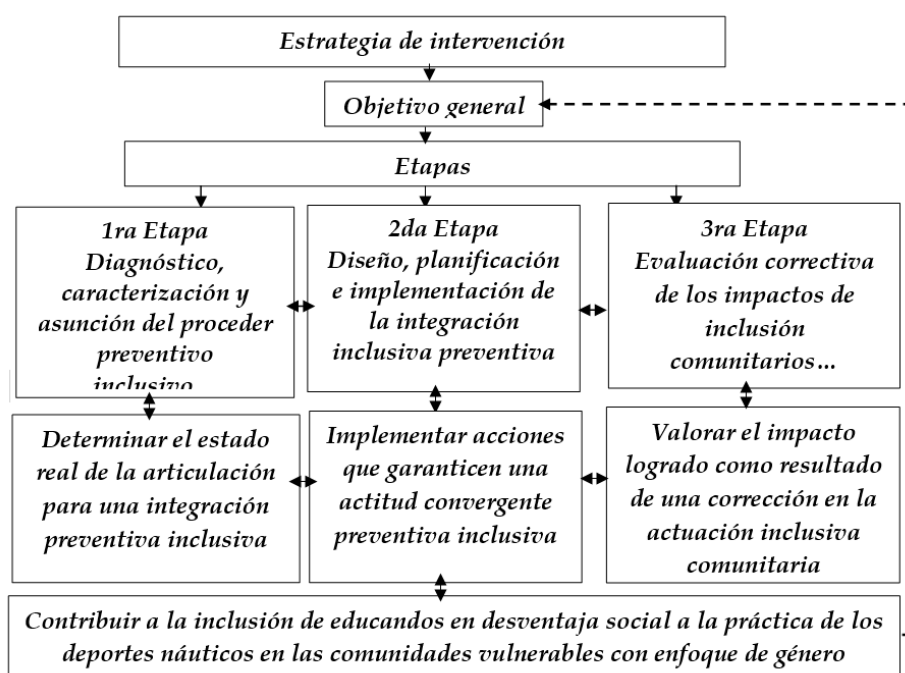 Estrategia de intervención
Objetivo general
Etapas
1ra Etapa
Diagnóstico,
caracterización y
asunción del proceder
preventivo
inclusivo
2da Etapa
Diseño, planificación
e implementación de
la integración
inclusiva preventiva
3ra Etapa
Evaluación correctiva
de los impactos de
inclusión
comunitarios...
Determinar el estado
real de la articulación
para una integración
preventiva inclusiva
Implementar acciones
que garanticen una
actitud convergente
preventiva inclusiva
Valorar el impacto
logrado como resultado
de una corrección en la
actuación inclusiva
comunitaria
Contribuir a la inclusión de educandos en desventaja social a la práctica de los
deportes náuticos en las comunidades vulnerables con enfoque de género